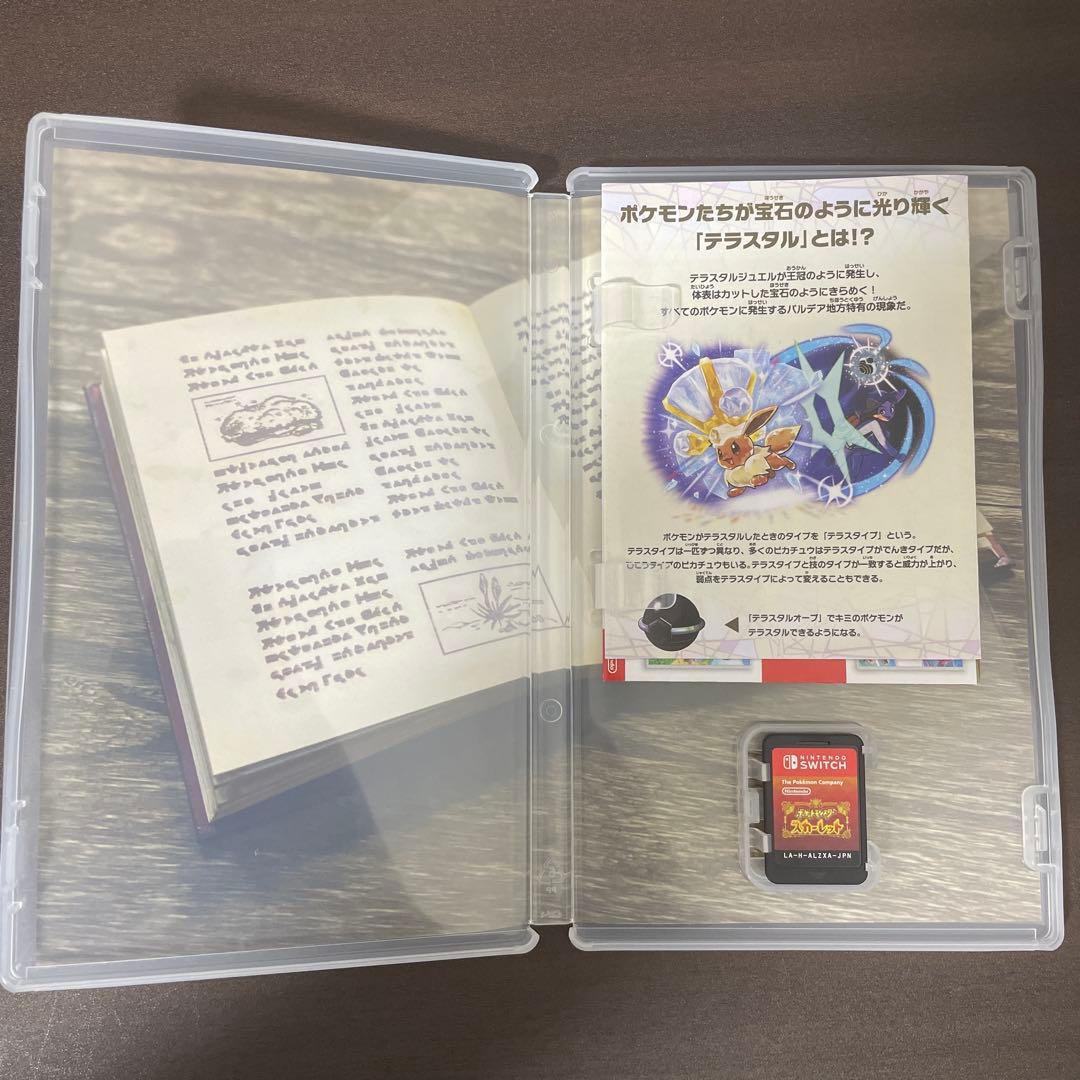 ポケモンたちが宝石のように光り輝く
「テラスタル」とは!?
テラスタルジュエルが王冠のように発生し、
体表はカットした宝石のようにきらめく！
すべてのポケモンに発生するパルデア地方特有の現象だ。
ポケモンがテラスタルしたときのタイプを「テラスタイプ」という。
テラスタイプは一匹ずつ異なり、多くのピカチュウはテラスタイプがでんきタイプだが、
ひこうタイプのピカチュウもいる。テラスタイプと技のタイプが一致すると威力が上がり、
弱点をテラスタイプによって変えることもできる。
「テラスタルオーブ」でキミのポケモンが
テラスタルできるようになる。
NINTENDO
SWITCH
The Pokémon Company
Nintendo
ポケットモンスター
スカーレット
LA-H-ALZXA-JPN
PP